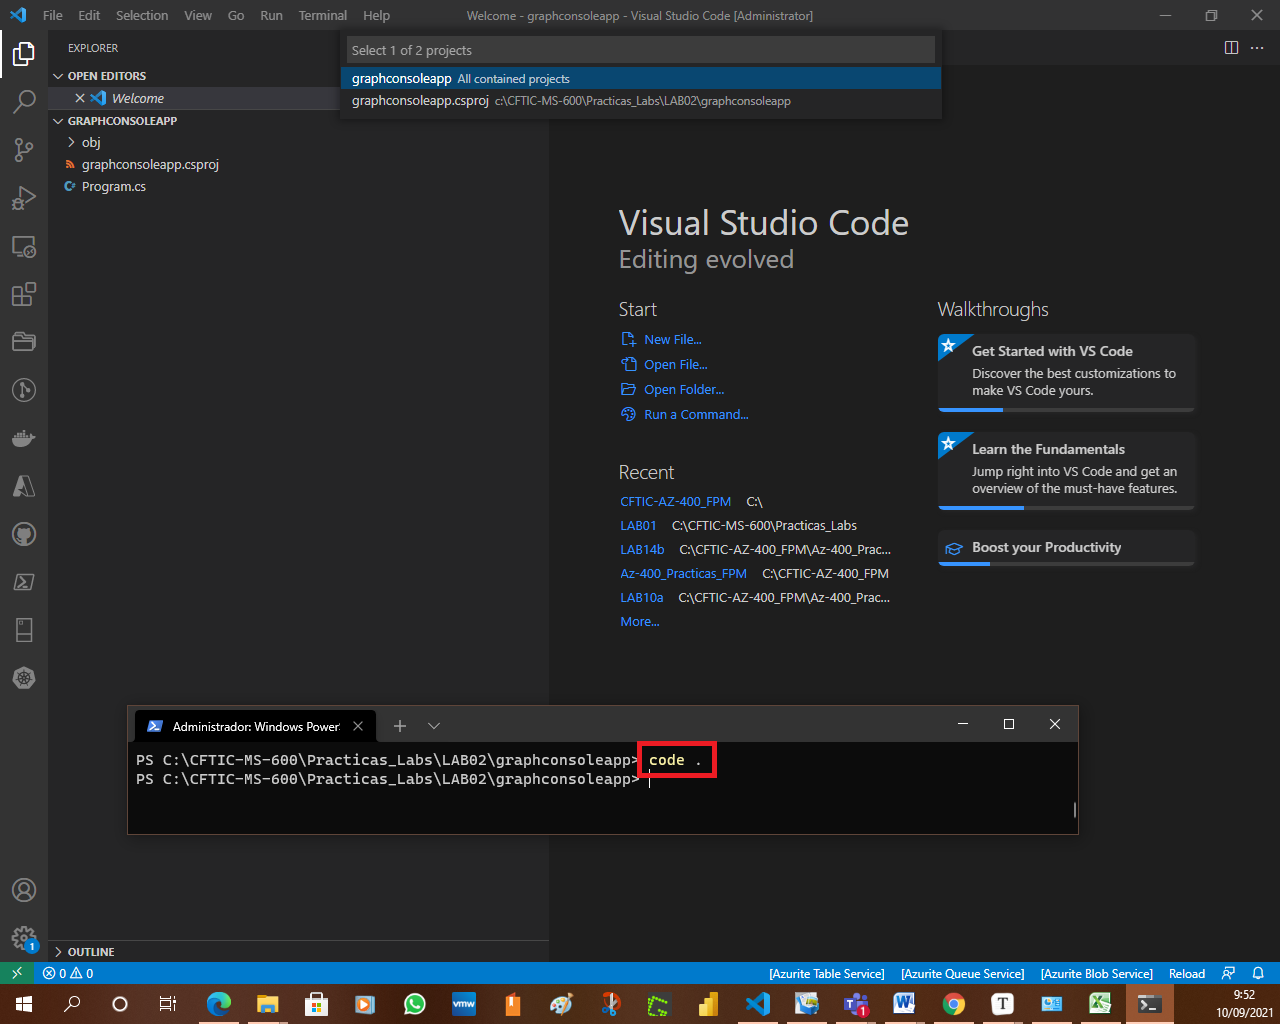 File Edit Selection View Go Run Terminal Help
Welcome - graphconsoleapp - Visual Studio Code [Administrator]
EXPLORER
OPEN EDITORS
Welcome
GRAPHCONSOLEAPP
obj
graphconsoleapp.csproj
Program.cs
Select 1 of 2 projects
graphconsoleapp All contained projects
graphconsoleapp.csproj c:\CFTIC-MS-600\Practicas_Labs\LAB02\graphconsoleapp
Visual Studio Code
Editing evolved
Start
New File...
Open File...
Open Folder...
Run a Command...
Recent
CFTIC-AZ-400_FPM C:\
LAB01 C:\CFTIC-MS-600\Practicas_Labs
LAB14b C:\CFTIC-AZ-400_FPM\Az-400_Prac...
Az-400_Practicas_FPM C:\CFTIC-AZ-400_FPM
LAB10a C:\CFTIC-AZ-400_FPM\Az-400_Prac...
More...
Walkthroughs
Get Started with VS Code
Discover the best customizations to
make VS Code yours.
Learn the Fundamentals
Jump right into VS Code and get an
overview of the must-have features.
Boost your Productivity
Administrador: Windows Power
PS C:\CFTIC-MS-600\Practicas_Labs\LAB02\graphconsoleapp> code .
PS C:\CFTIC-MS-600\Practicas_Labs\LAB02\graphconsoleapp>
1
OUTLINE
0 0
[Azurite Table Service] [Azurite Queue Service] [Azurite Blob Service] Reload
vmw
1
T
9:52
10/09/2021